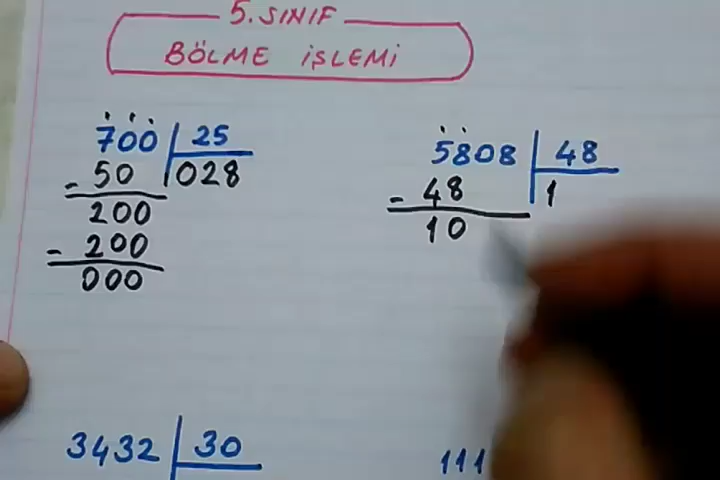 5. SINIF
BÖLME İŞLEMİ
700 | 25
- 50 | 028
200
- 200
000
5808 | 48
- 48 | 1
10
3432 | 30
111